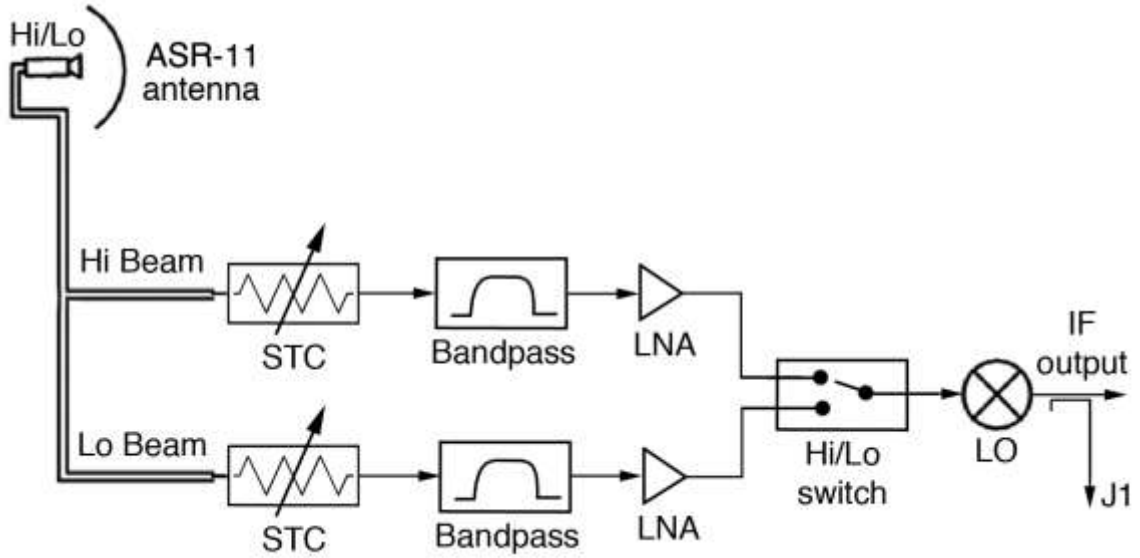 Hi/Lo
ASR-11
antenna
Hi Beam
STC
Bandpass
LNA
Lo Beam
STC
Bandpass
LNA
Hi/Lo
switch
LO
IF
output
J1